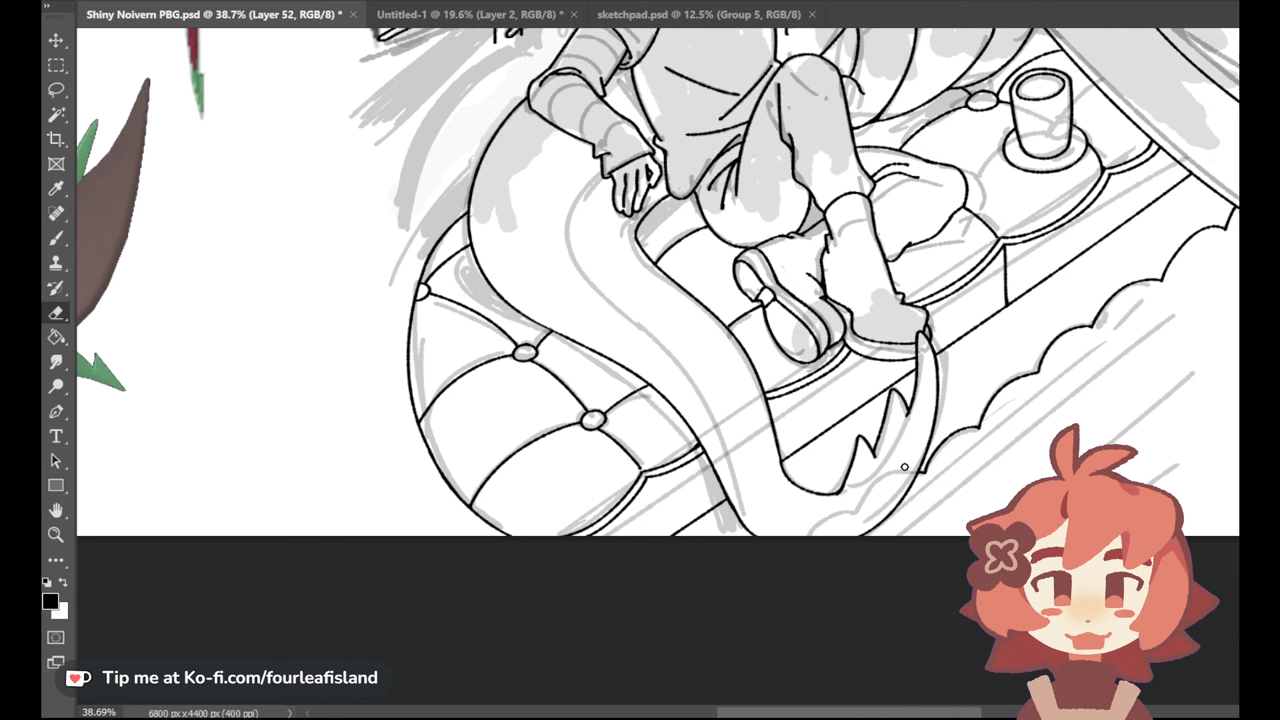 Shiny Noivern PBG.psd @ 38.7% (Layer 52, RGB/8) * ×
Untitled-1 @ 19.6% (Layer 2, RGB/8) * ×
sketchpad.psd @ 12.5% (Group 5, RGB/8) ×
Tip me at Ko-fi.com/fourleafisland
38.69% 6800 px x 4400 px (400 ppi)